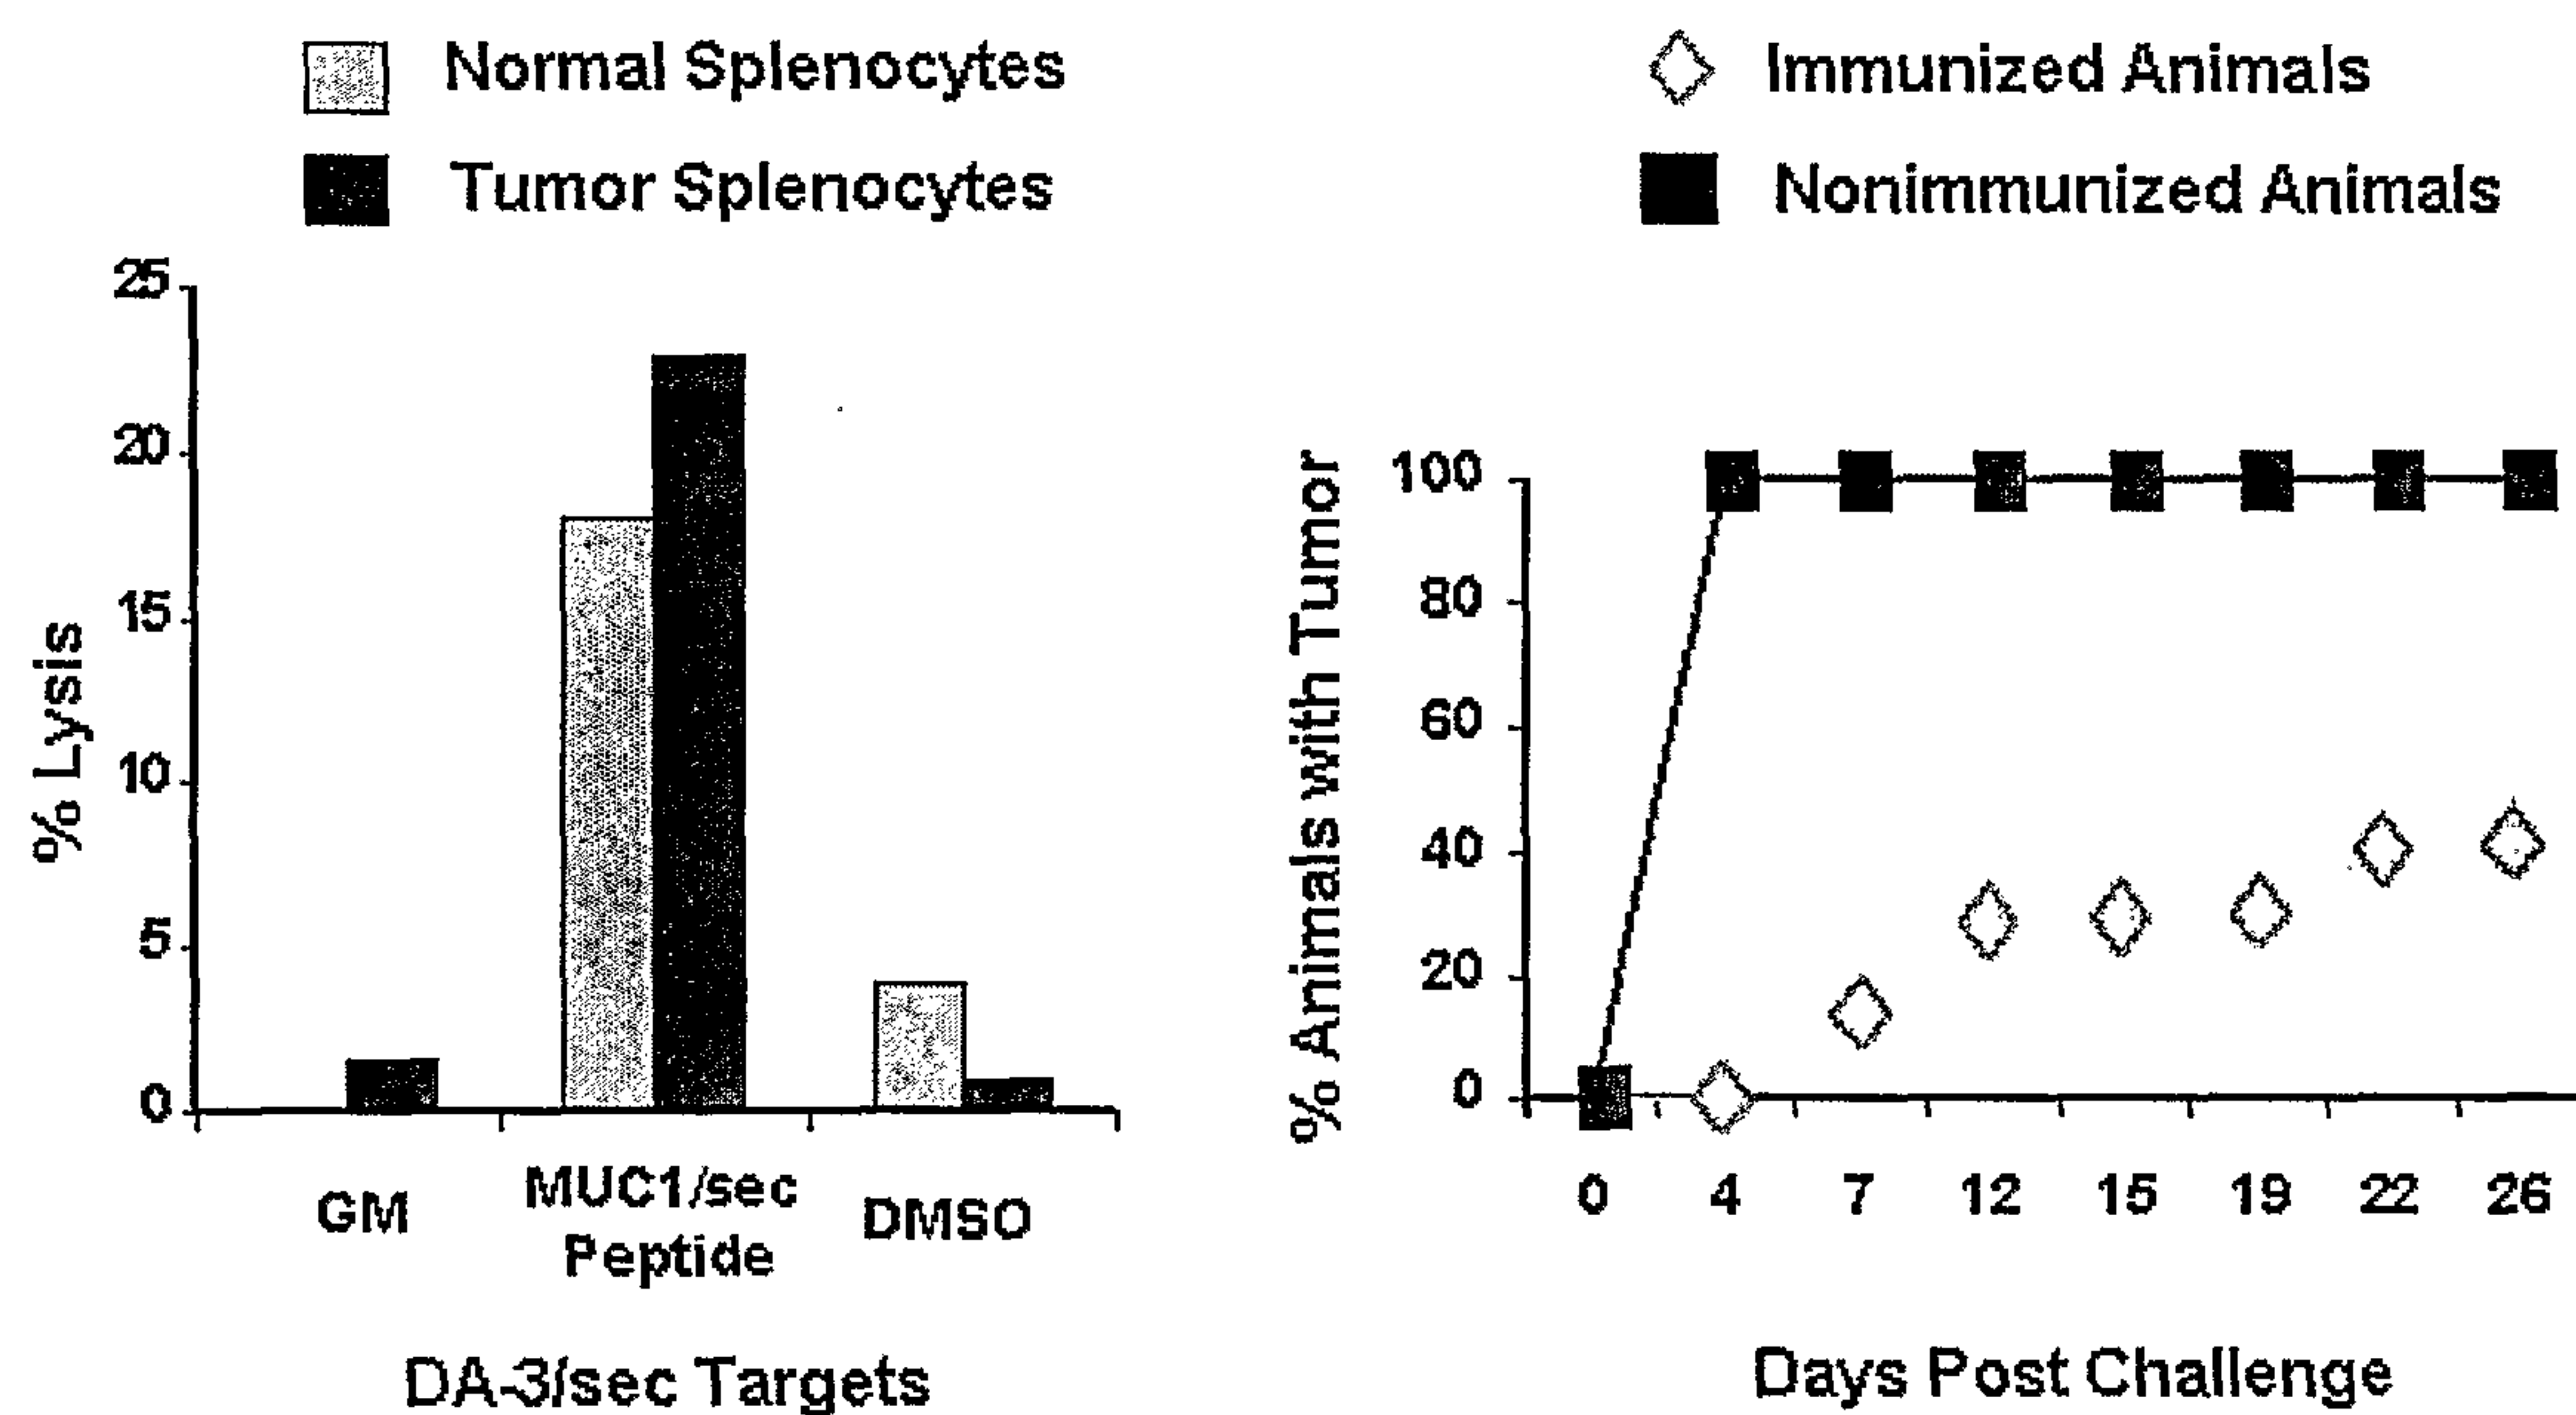 Normal Splenocytes
Tumor Splenocytes
25
20
15
10
5
0
% Lysis
GM
MUC1/sec
Peptide
DMSO
DA-3/sec Targets
Immunized Animals
Nonimmunized Animals
100
80
60
40
20
0
% Animals with Tumor
0 4 7 12 15 19 22 26
Days Post Challenge